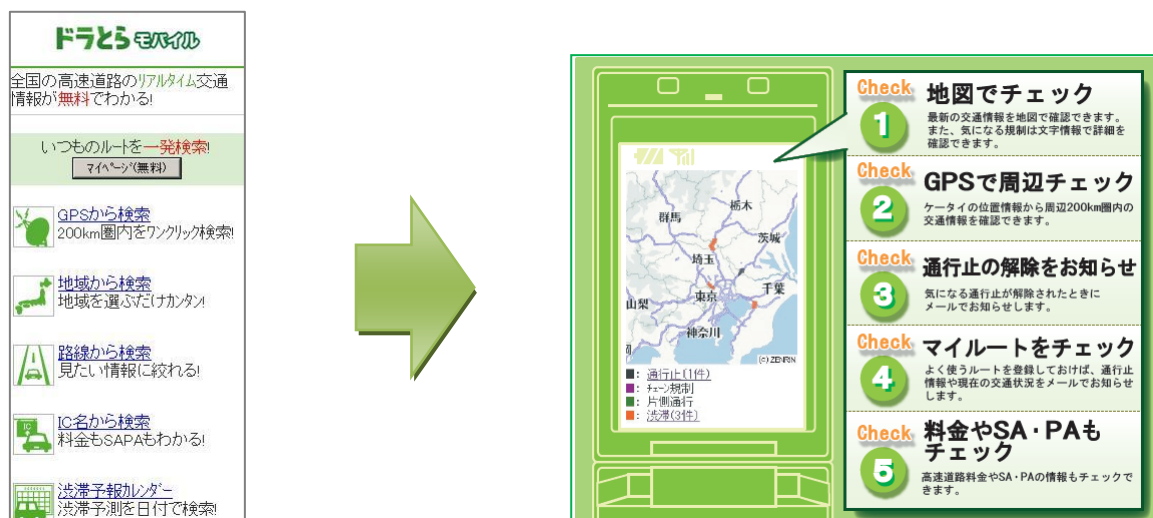 ドラとらモバイル
全国の高速道路のリアルタイム交通
情報が無料でわかる!
いつものルートを一発検索!
マイページ(無料)
GPSから検索
200km圏内をワンクリック検索!
地域から検索
地域を選ぶだけカンタン!
路線から検索
見たい情報に絞れる!
IC
IC名から検索
料金もSAPAもわかる!
渋滞予報カレンダー
渋滞予測を日付で検索!
群馬
栃木
茨城
埼玉
東京
千葉
山梨
神奈川
(c)ZENRIN
■: 通行止(1件)
■: チェーン規制
■: 片側通行
■: 渋滞(3件)
Check 1
地図でチェック
最新の交通情報を地図で確認できます。
また、気になる規制は文字情報で詳細を
確認できます。
Check 2
GPSで周辺チェック
ケータイの位置情報から周辺200km圏内の
交通情報を確認できます。
Check 3
通行止の解除をお知らせ
気になる通行止が解除されたときに
メールでお知らせします。
Check 4
マイルートをチェック
よく使うルートを登録しておけば、通行止
情報や現在の交通状況をメールでお知らせ
します。
Check 5
料金やSA・PAも
チェック
高速道路料金やSA・PAの情報もチェックで
きます。